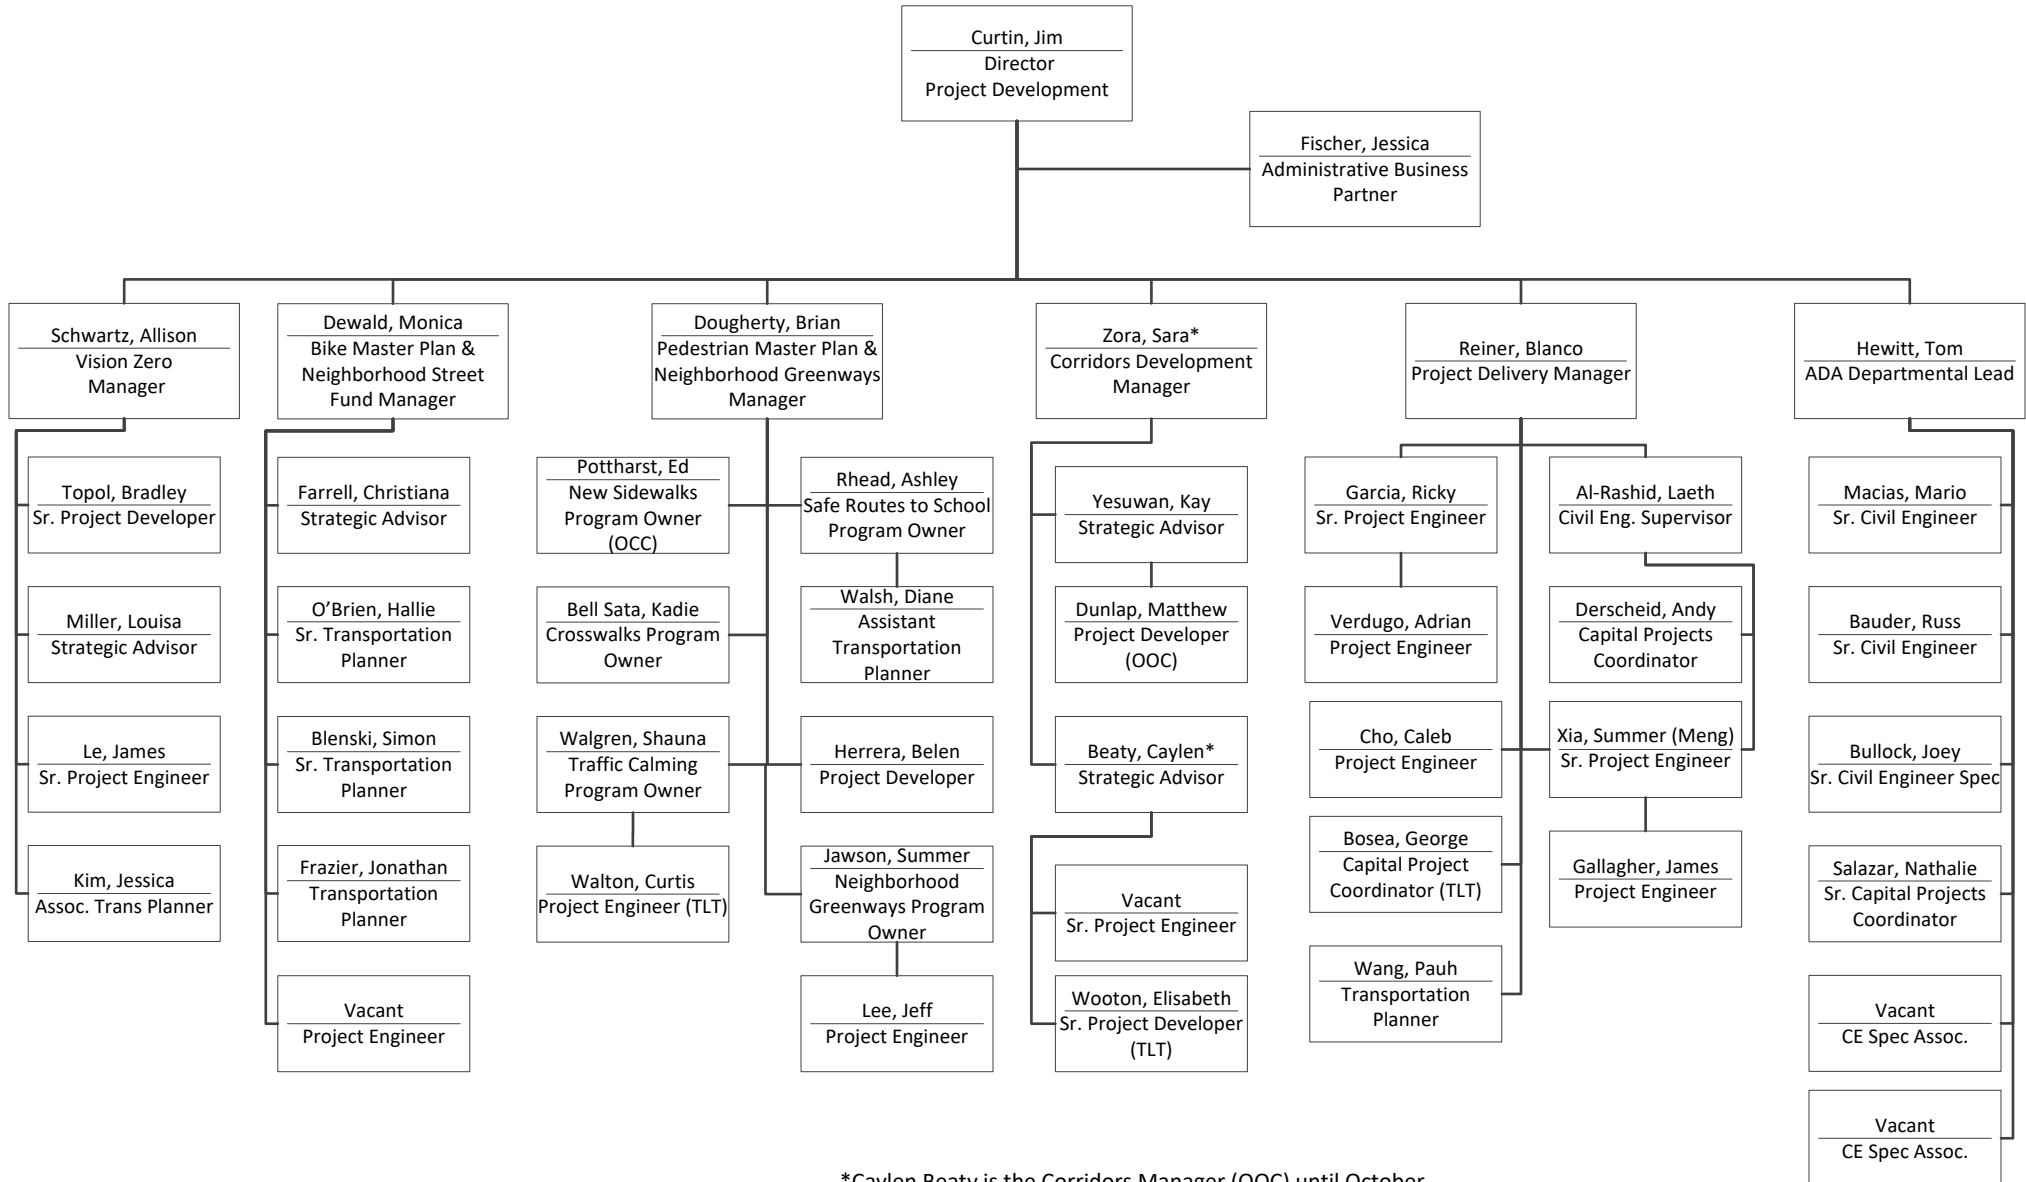 Curtin, Jim
Director
Project Development
Fischer, Jessica
Administrative Business
Partner
Schwartz, Allison
Vision Zero
Manager
Dewald, Monica
Bike Master Plan &
Neighborhood Street
Fund Manager
Dougherty, Brian
Pedestrian Master Plan &
Neighborhood Greenways
Manager
Zora, Sara*
Corridors Development
Manager
Reiner, Blanco
Project Delivery Manager
Hewitt, Tom
ADA Departmental Lead
Topol, Bradley
Sr. Project Developer
Miller, Louisa
Strategic Advisor
Le, James
Sr. Project Engineer
Kim, Jessica
Assoc. Trans Planner
Farrell, Christiana
Strategic Advisor
O’Brien, Hallie
Sr. Transportation
Planner
Blenski, Simon
Sr. Transportation
Planner
Frazier, Jonathan
Transportation
Planner
Vacant
Project Engineer
Pottharst, Ed
New Sidewalks
Program Owner
(OCC)
Bell Sata, Kadie
Crosswalks Program
Owner
Walgren, Shauna
Traffic Calming
Program Owner
Walton, Curtis
Project Engineer (TLT)
Rhead, Ashley
Safe Routes to School
Program Owner
Walsh, Diane
Assistant
Transportation
Planner
Herrera, Belen
Project Developer
Jawson, Summer
Neighborhood
Greenways Program
Owner
Lee, Jeff
Project Engineer
Yesuwan, Kay
Strategic Advisor
Dunlap, Matthew
Project Developer
(OOC)
Beaty, Caylen*
Strategic Advisor
Vacant
Sr. Project Engineer
Wooton, Elisabeth
Sr. Project Developer
(TLT)
Garcia, Ricky
Sr. Project Engineer
Verdugo, Adrian
Project Engineer
Cho, Caleb
Project Engineer
Bosea, George
Capital Project
Coordinator (TLT)
Wang, Pauh
Transportation
Planner
Al-Rashid, Laeth
Civil Eng. Supervisor
Derscheid, Andy
Capital Projects
Coordinator
Xia, Summer (Meng)
Sr. Project Engineer
Gallagher, James
Project Engineer
Macias, Mario
Sr. Civil Engineer
Bauder, Russ
Sr. Civil Engineer
Bullock, Joey
Sr. Civil Engineer Spec
Salazar, Nathalie
Sr. Capital Projects
Coordinator
Vacant
CE Spec Assoc.
Vacant
CE Spec Assoc.
*Caylen Beaty is the Corridors Manager (OOC) until October